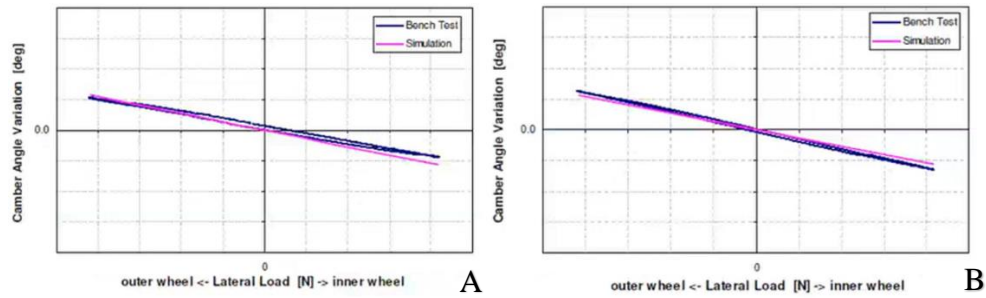 Bench Test
Simulation
Camber Angle Variation [deg]
0.0
0
outer wheel <- Lateral Load [N] -> inner wheel
A
Bench Test
Simulation
Camber Angle Variation [deg]
0.0
0
outer wheel <- Lateral Load [N] -> inner wheel
B